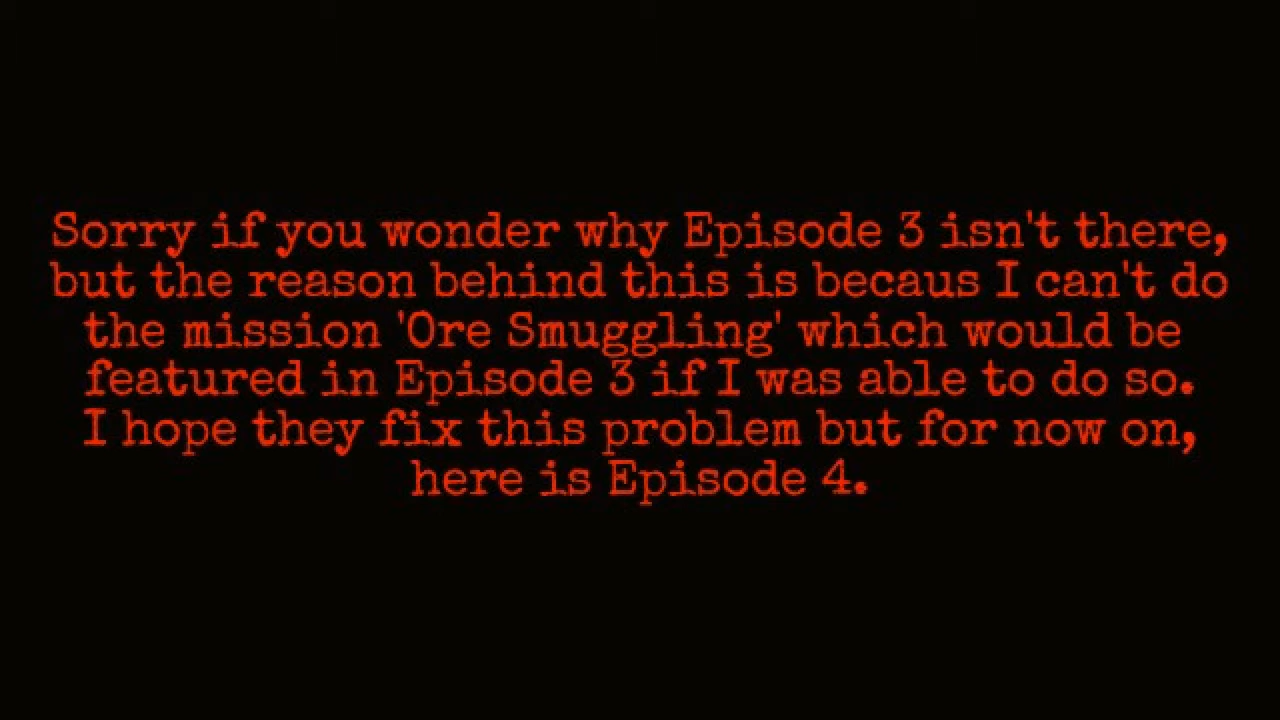 Sorry if you wonder why Episode 3 isn't there,
but the reason behind this is becaus I can't do
the mission 'Ore Smuggling' which would be
featured in Episode 3 if I was able to do so.
I hope they fix this problem but for now on,
here is Episode 4.